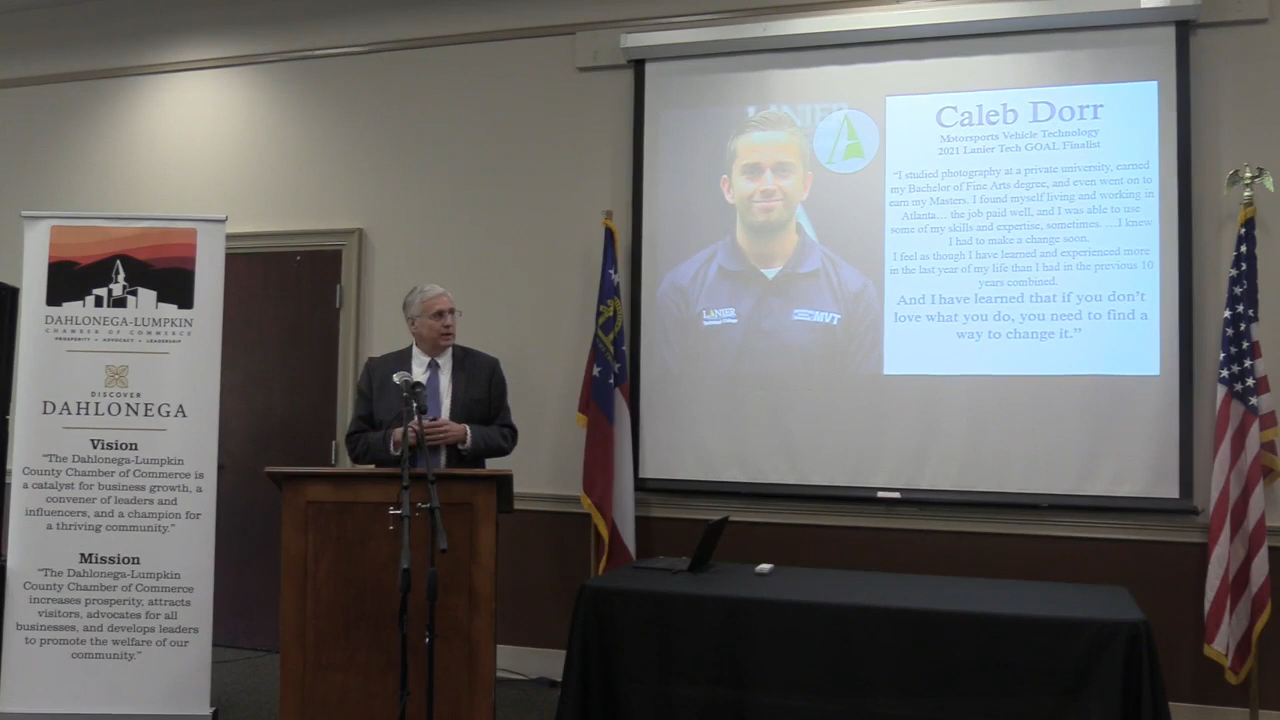 DAHLONEGA-LUMPKIN
CHAMBER OF COMMERCE
PROSPERITY • ADVOCACY • LEADERSHIP
DISCOVER
DAHLONEGA
Vision
"The Dahlonega-Lumpkin
County Chamber of Commerce is
a catalyst for business growth, a
convener of leaders and
influencers, and a champion for
a thriving community."
Mission
"The Dahlonega-Lumpkin
County Chamber of Commerce
increases prosperity, attracts
visitors, advocates for all
businesses, and develops leaders
to promote the welfare of our
community."
LANIER
LANIER
Technical College
MVT
Caleb Dorr
Motorsports Vehicle Technology
2021 Lanier Tech GOAL Finalist
"I studied photography at a private university, earned
my Bachelor of Fine Arts degree, and even went on to
earn my Masters. I found myself living and working in
Atlanta… the job paid well, and I was able to use
some of my skills and expertise, sometimes. …I knew
I had to make a change soon.
I feel as though I have learned and experienced more
in the last year of my life than I had in the previous 10
years combined.
And I have learned that if you don't
love what you do, you need to find a
way to change it."